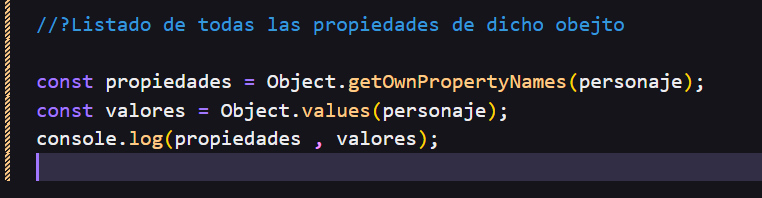 //?Listado de todas las propiedades de dicho obejto
const propiedades = Object.getOwnPropertyNames(personaje);
const valores = Object.values(personaje);
console.log(propiedades , valores);